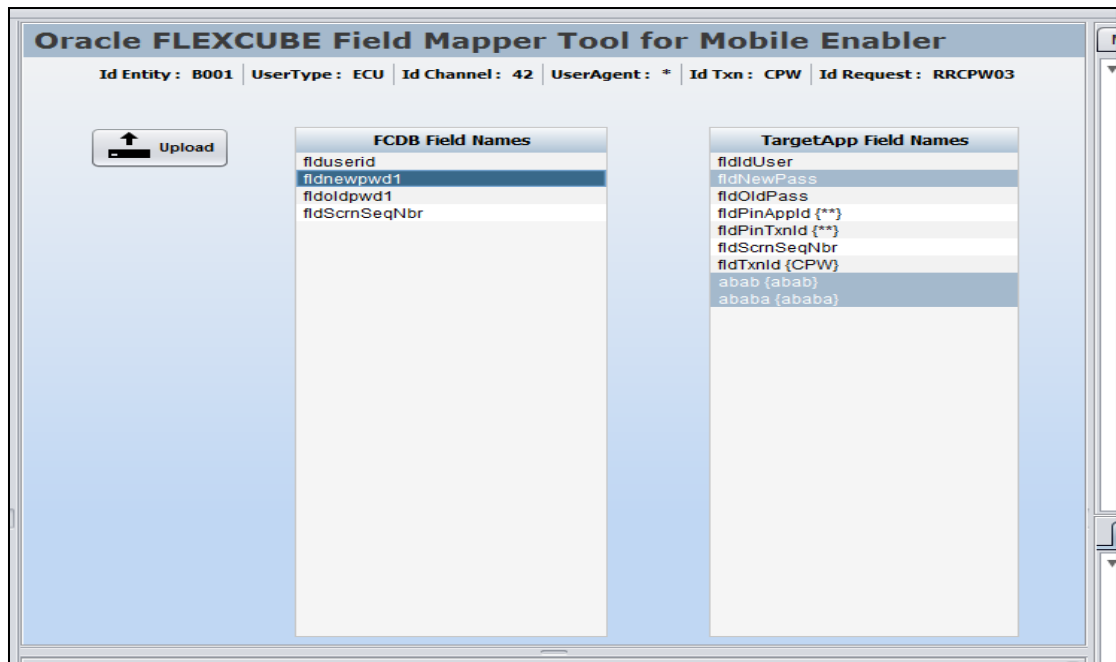 Oracle FLEXCUBE Field Mapper Tool for Mobile Enabler
Id Entity : B001 UserType : ECU Id Channel : 42 UserAgent : * Id Txn : CPW Id Request : RRCPW03
Upload
FCDB Field Names
flduserid
fldnewpwd1
fldoldpwd1
fldScrnSeqNbr
TargetApp Field Names
fldIdUser
fldNewPass
fldOldPass
fldPinAppId {**}
fldPinTxnId {**}
fldScrnSeqNbr
fldTxnId {CPW}
abab {abab}
ababa {ababa}